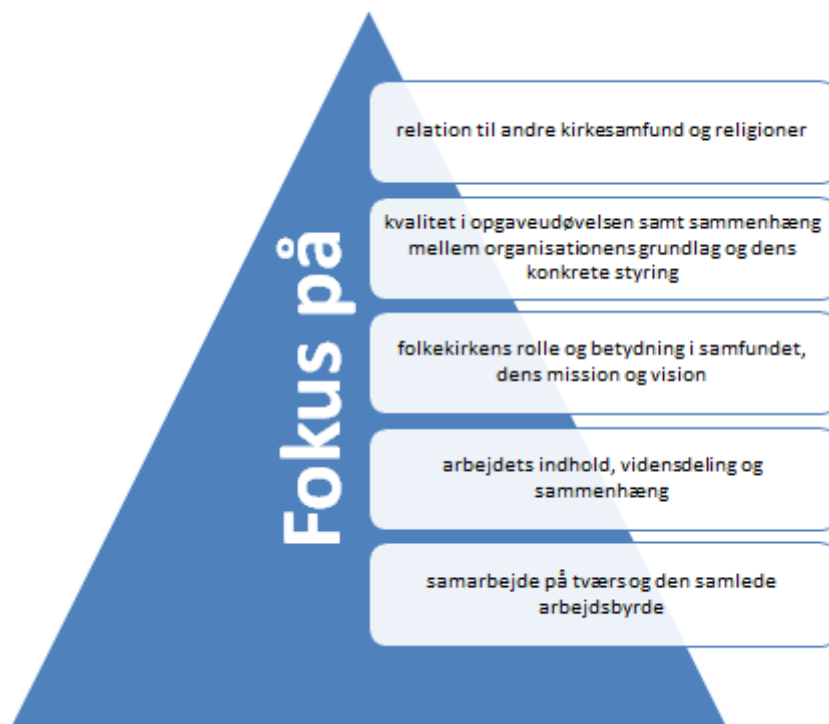 Fokus på
relation til andre kirkesamfund og religioner
kvalitet i opgaveudøvelsen samt sammenhæng
mellem organisationens grundlag og dens
konkrete styring
folkekirkens rolle og betydning i samfundet,
dens mission og vision
arbejdets indhold, vidensdeling og
sammenhæng
samarbejde på tværs og den samlede
arbejdsbyrde